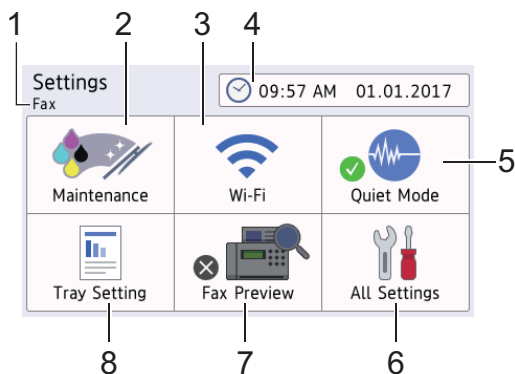 1 2 3 4
Settings
Fax
09:57 AM 01.01.2017
Maintenance Wi-Fi Quiet Mode
5
Tray Setting Fax Preview All Settings
8 7 6